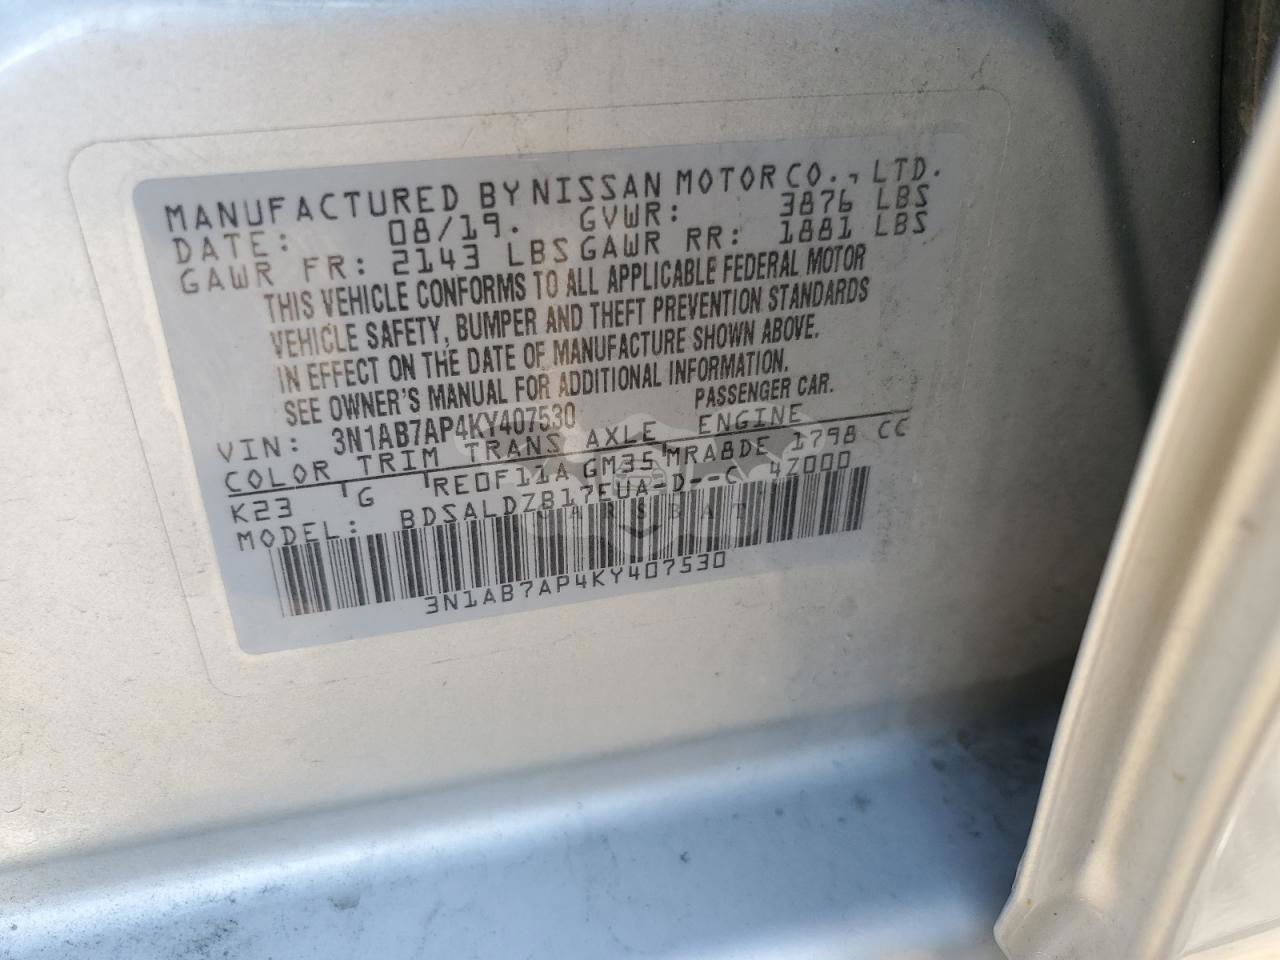 MANUFACTURED BY NISSAN MOTOR CO., LTD.
DATE: 08/19. GVWR: 3876 LBS
GAWR FR: 2143 LBS GAWR RR: 1881 LBS
THIS VEHICLE CONFORMS TO ALL APPLICABLE FEDERAL MOTOR
VEHICLE SAFETY, BUMPER AND THEFT PREVENTION STANDARDS
IN EFFECT ON THE DATE OF MANUFACTURE SHOWN ABOVE.
SEE OWNER'S MANUAL FOR ADDITIONAL INFORMATION.
VIN: 3N1AB7AP4KY407530 PASSENGER CAR.
COLOR TRIM TRANS AXLE ENGINE
K23 G RE0F11A GM35 MRA8DE 1798 CC
MODEL: BDSALDZB17EUA-D--C 4Z000
3N1AB7AP4KY407530